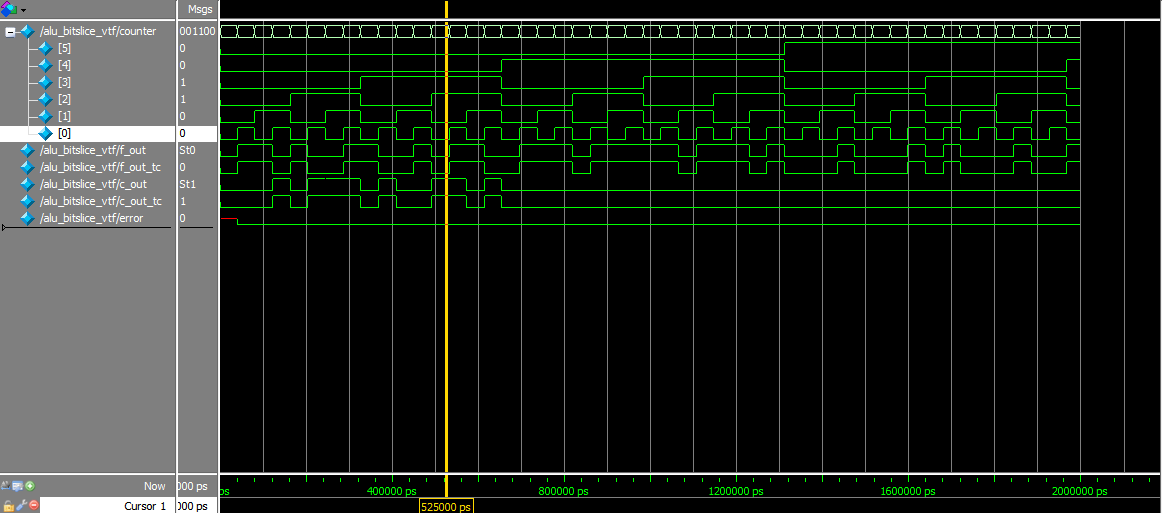 Msgs
/alu_bitslice_vtf/counter 001100
[5] 0
[4] 0
[3] 1
[2] 1
[1] 0
[0] 0
/alu_bitslice_vtf/f_out St0
/alu_bitslice_vtf/f_out_tc 0
/alu_bitslice_vtf/c_out St1
/alu_bitslice_vtf/c_out_tc 1
/alu_bitslice_vtf/error 0
Now 000 ps ps 400000 ps 800000 ps 1200000 ps 1600000 ps 2000000 ps
Cursor 1 000 ps 525000 ps